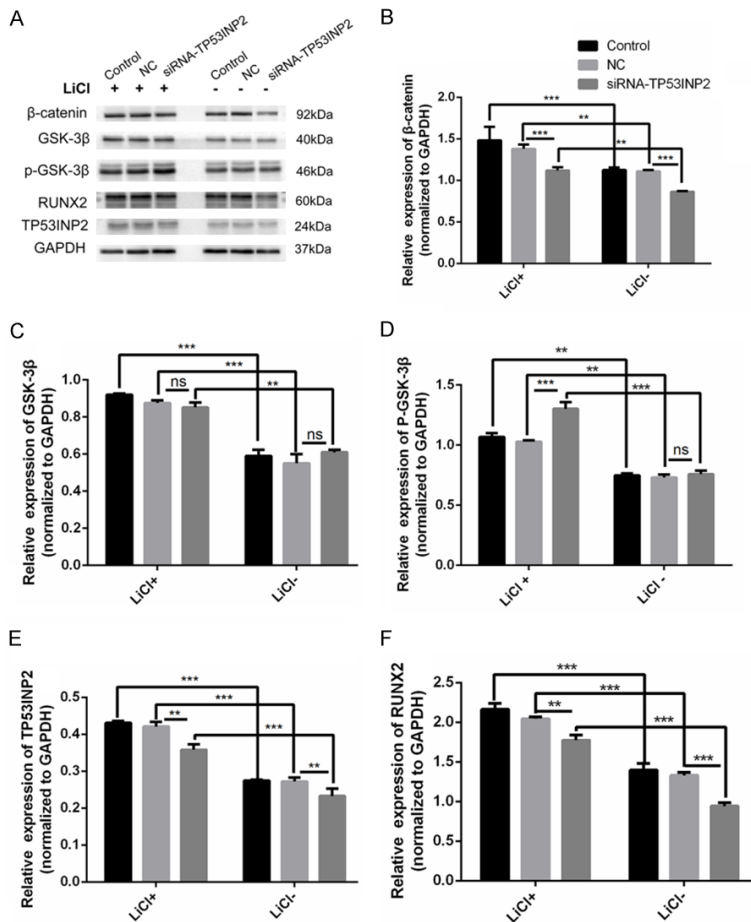 A
Control
NC
siRNA-TP53INP2
Control
NC
siRNA-TP53INP2
LiCl + + + - - -
β-catenin 92kDa
GSK-3β 40kDa
p-GSK-3β 46kDa
RUNX2 60kDa
TP53INP2 24kDa
GAPDH 37kDa
B
Control
NC
siRNA-TP53INP2
Relative expression of β-catenin
(normalized to GAPDH)
2.0
1.5
1.0
0.5
0.0
***
**
*** **
***
LiCl+ LiCl-
C
Relative expression of GSK-3β
(normalized to GAPDH)
1.0
0.8
0.6
0.4
0.2
0.0
***
***
ns **
ns
LiCl+ LiCl-
D
Relative expression of P-GSK-3β
(normalized to GAPDH)
1.5
1.0
0.5
0.0
**
**
*** ***
ns
LiCl + LiCl -
E
Relative expression of TP53INP2
(normalized to GAPDH)
0.5
0.4
0.3
0.2
0.1
0.0
***
***
** ***
**
LiCl+ LiCl-
F
Relative expression of RUNX2
(normalized to GAPDH)
2.5
2.0
1.5
1.0
0.5
0.0
***
***
** ***
***
LiCl+ LiCl-